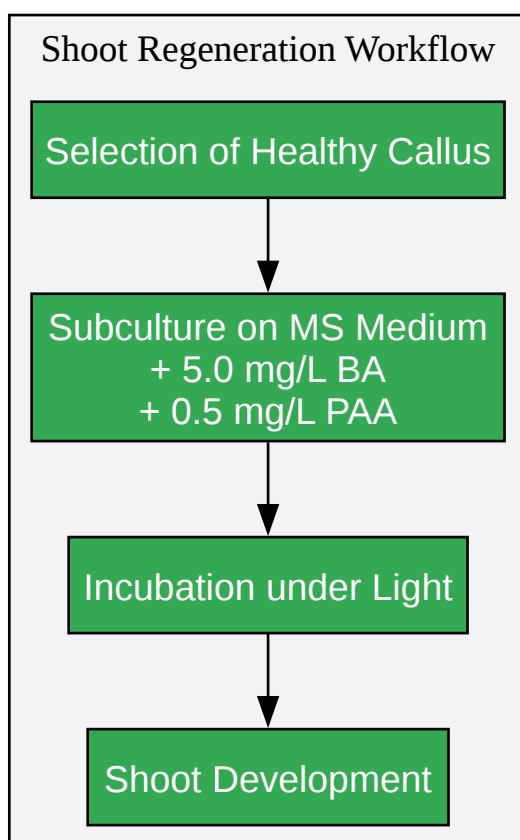 Shoot Regeneration Workflow
Selection of Healthy Callus
Subculture on MS Medium
+ 5.0 mg/L BA
+ 0.5 mg/L PAA
Incubation under Light
Shoot Development